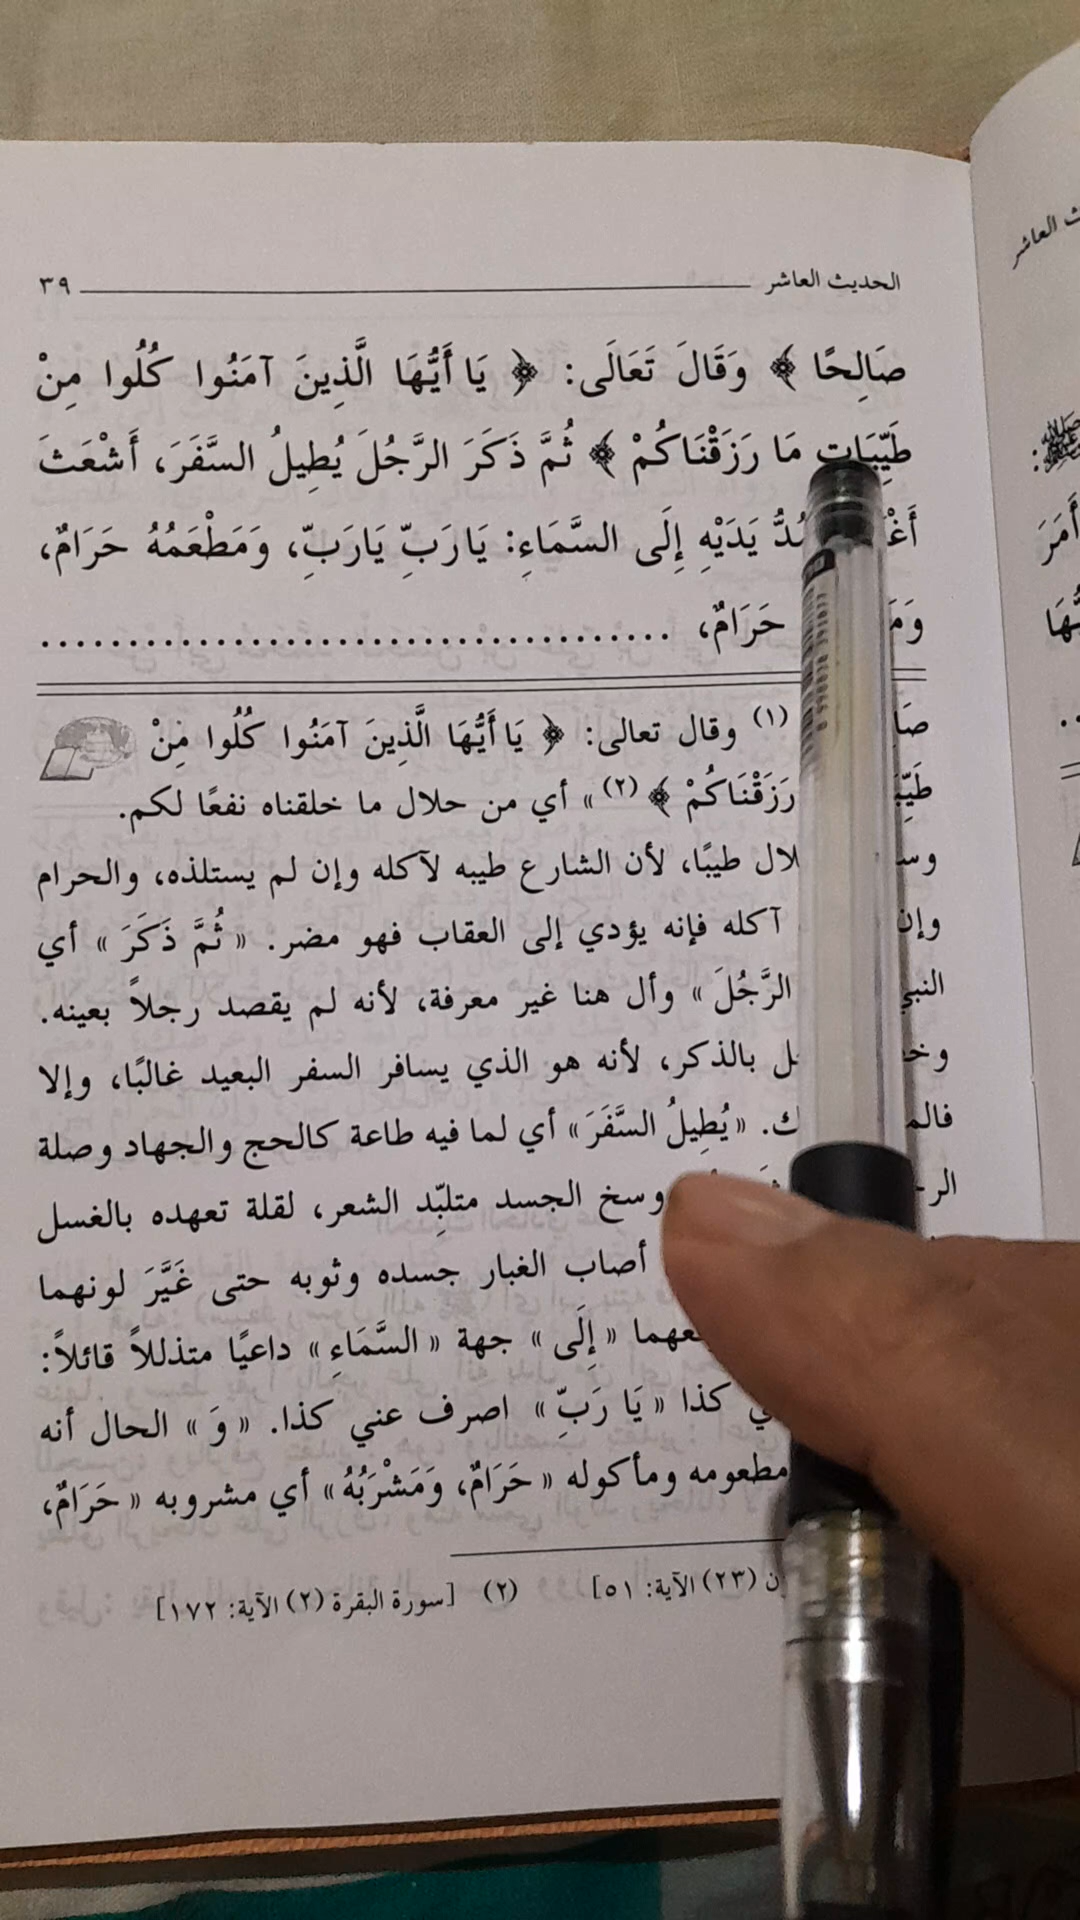 الحديث العاشر ٣٩
صَالِحًا ﴾ وَقَالَ تَعَالَى: ﴿ يَا أَيُّهَا الَّذِينَ آمَنُوا كُلُوا مِنْ
طَيِّبَاتِ مَا رَزَقْنَاكُمْ ﴾ ثُمَّ ذَكَرَ الرَّجُلَ يُطِيلُ السَّفَرَ، أَشْعَثَ
يَدَيْهِ إِلَى السَّمَاءِ: يَا رَبِّ يَا رَبِّ، وَمَطْعَمُهُ حَرَامٌ،
حَرَامٌ، ......................................
(١) وقال تعالى: ﴿ يَا أَيُّهَا الَّذِينَ آمَنُوا كُلُوا مِنْ
رَزَقْنَاكُمْ ﴾ (٢) » أي من حلال ما خلقناه نفعًا لكم.
طيبًا، لأن الشارع طيبه لآكله وإن لم يستلذه، والحرام
وإن آكله فإنه يؤدي إلى العقاب فهو مضر. « ثُمَّ ذَكَرَ » أي
الرَّجُلَ » وأل هنا غير معرفة، لأنه لم يقصد رجلاً بعينه.
بالذكر، لأنه هو الذي يسافر السفر البعيد غالبًا، وإلا
« يُطِيلُ السَّفَرَ » أي لما فيه طاعة كالحج والجهاد وصلة
وسخ الجسد متلبِّد الشعر، لقلة تعهده بالغسل
أصاب الغبار جسده وثوبه حتى غَيَّرَ لونهما
« إِلَى » جهة « السَّمَاءِ » داعيًا متذللاً قائلاً:
كذا « يَا رَبِّ » اصرف عني كذا. « وَ » الحال أنه
مطعومه ومأكوله « حَرَامٌ، وَمَشْرَبُهُ » أي مشروبه « حَرَامٌ،
(٢٣) الآية: ٥١] (٢) [سورة البقرة (٢) الآية: ١٧٢]
العاشر
أَمَرَ